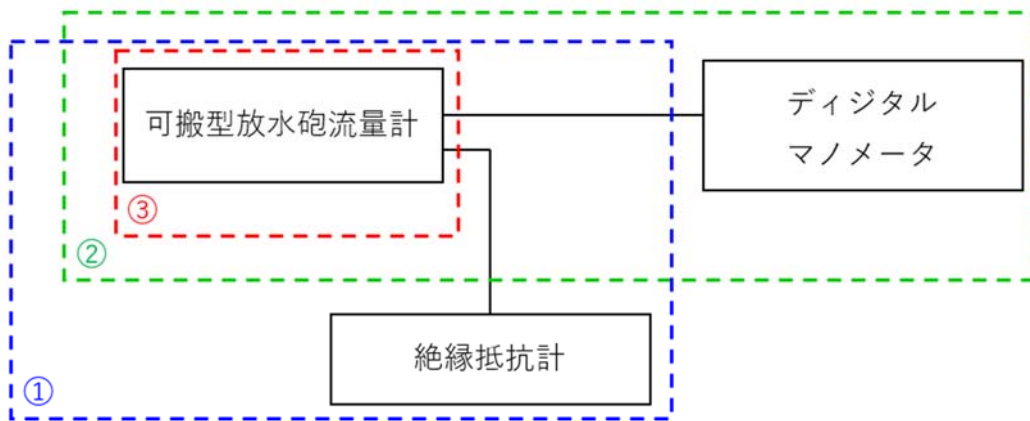 可搬型放水砲流量計
ディジタル
マノメータ
③
②
絶縁抵抗計
①